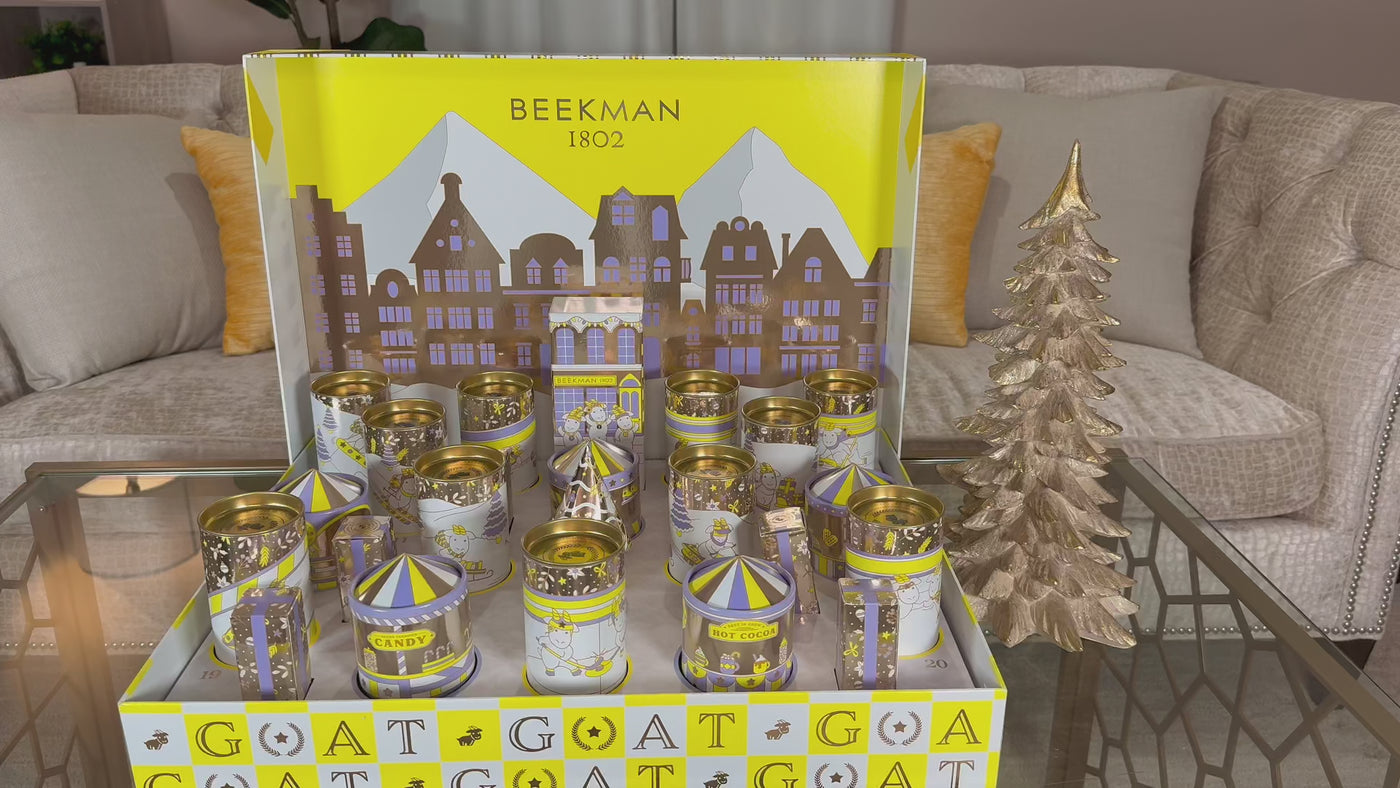 BEEKMAN
1802
BEEKMAN 1802
CANDY
HOT COCOA
19
20
G A T G A T G A
G A T G A T G A T